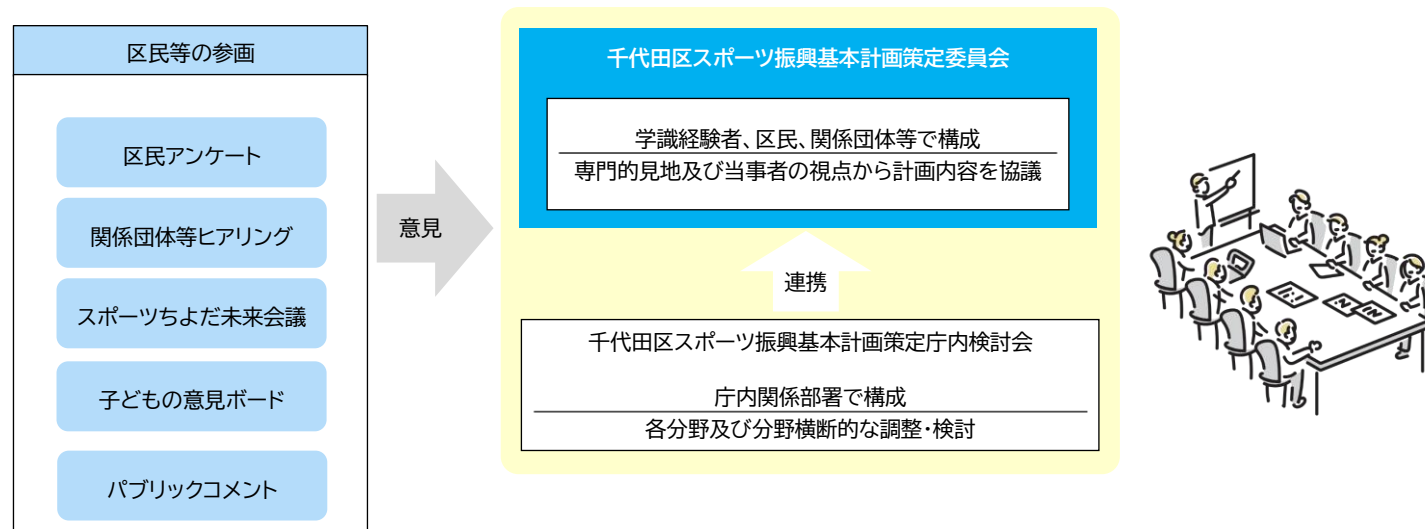 区民等の参画
区民アンケート
関係団体等ヒアリング
スポーツちよだ未来会議
子どもの意見ボード
パブリックコメント
意見
千代田区スポーツ振興基本計画策定委員会
学識経験者、区民、関係団体等で構成
専門的見地及び当事者の視点から計画内容を協議
連携
千代田区スポーツ振興基本計画策定庁内検討会
庁内関係部署で構成
各分野及び分野横断的な調整・検討